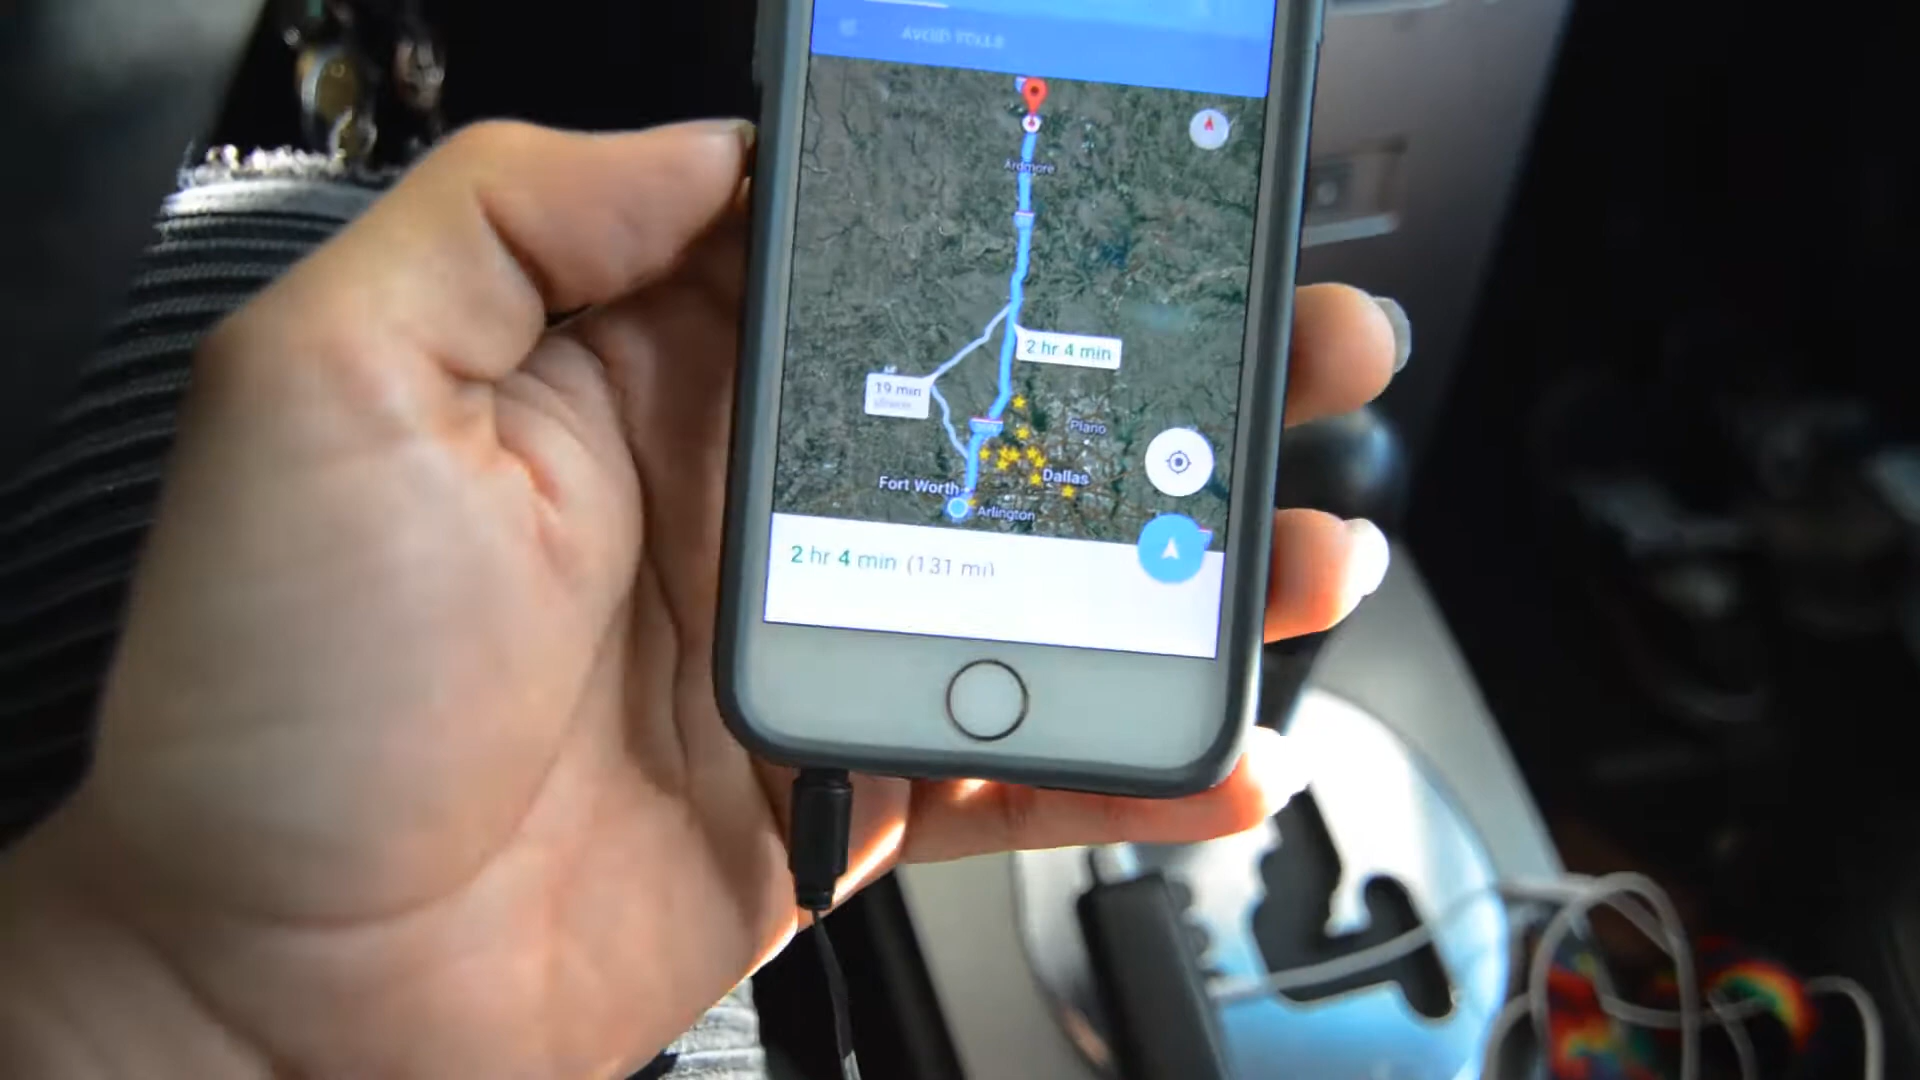 AVOID TOLLS
Ardmore
2 hr 4 min
19 min
Plano
35W
Dallas
Fort Worth
Arlington
2 hr 4 min (131 mi)